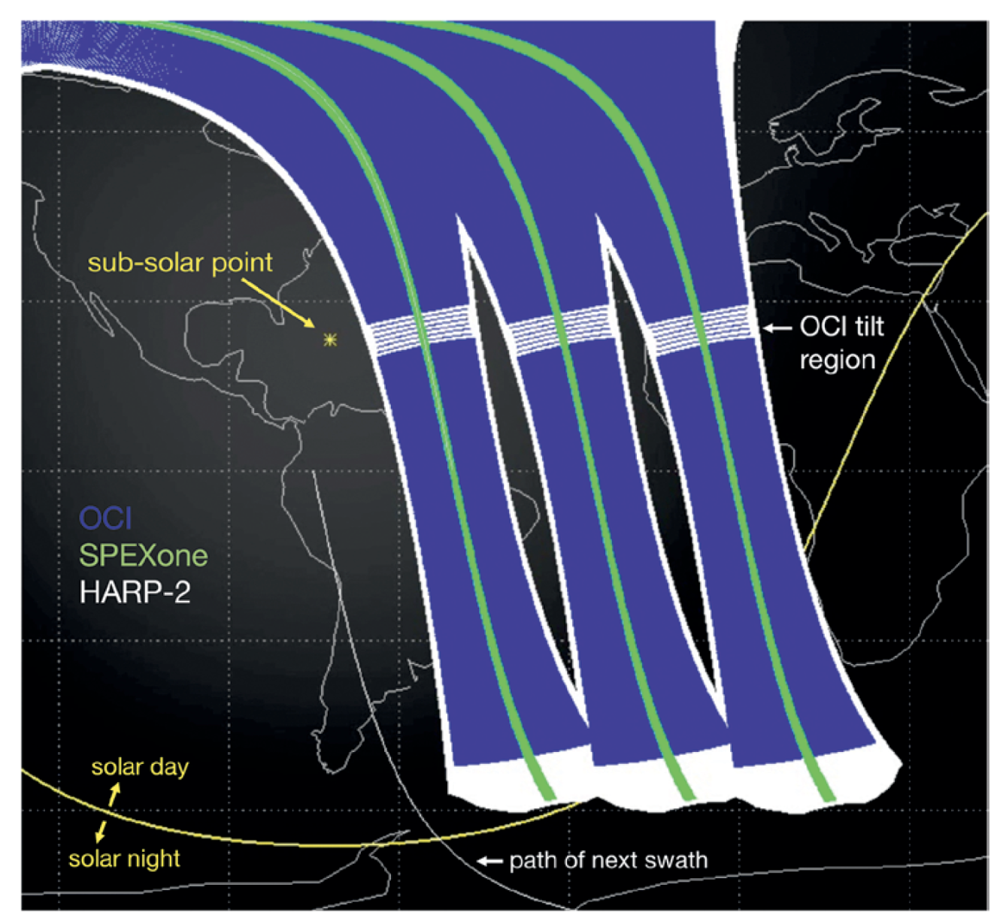 sub-solar point
OCI tilt
region
OCI
SPEXone
HARP-2
solar day
solar night
path of next swath